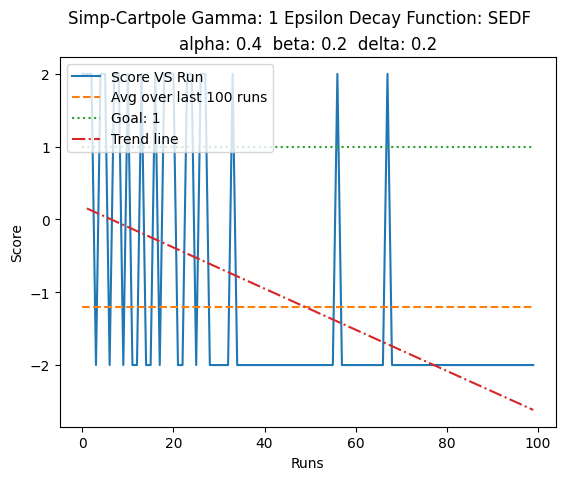 Simp-Cartpole Gamma: 1 Epsilon Decay Function: SEDF
alpha: 0.4 beta: 0.2 delta: 0.2
Score VS Run
Avg over last 100 runs
Goal: 1
Trend line
2
1
0
−1
−2
Score
0
20
40
60
80
100
Runs